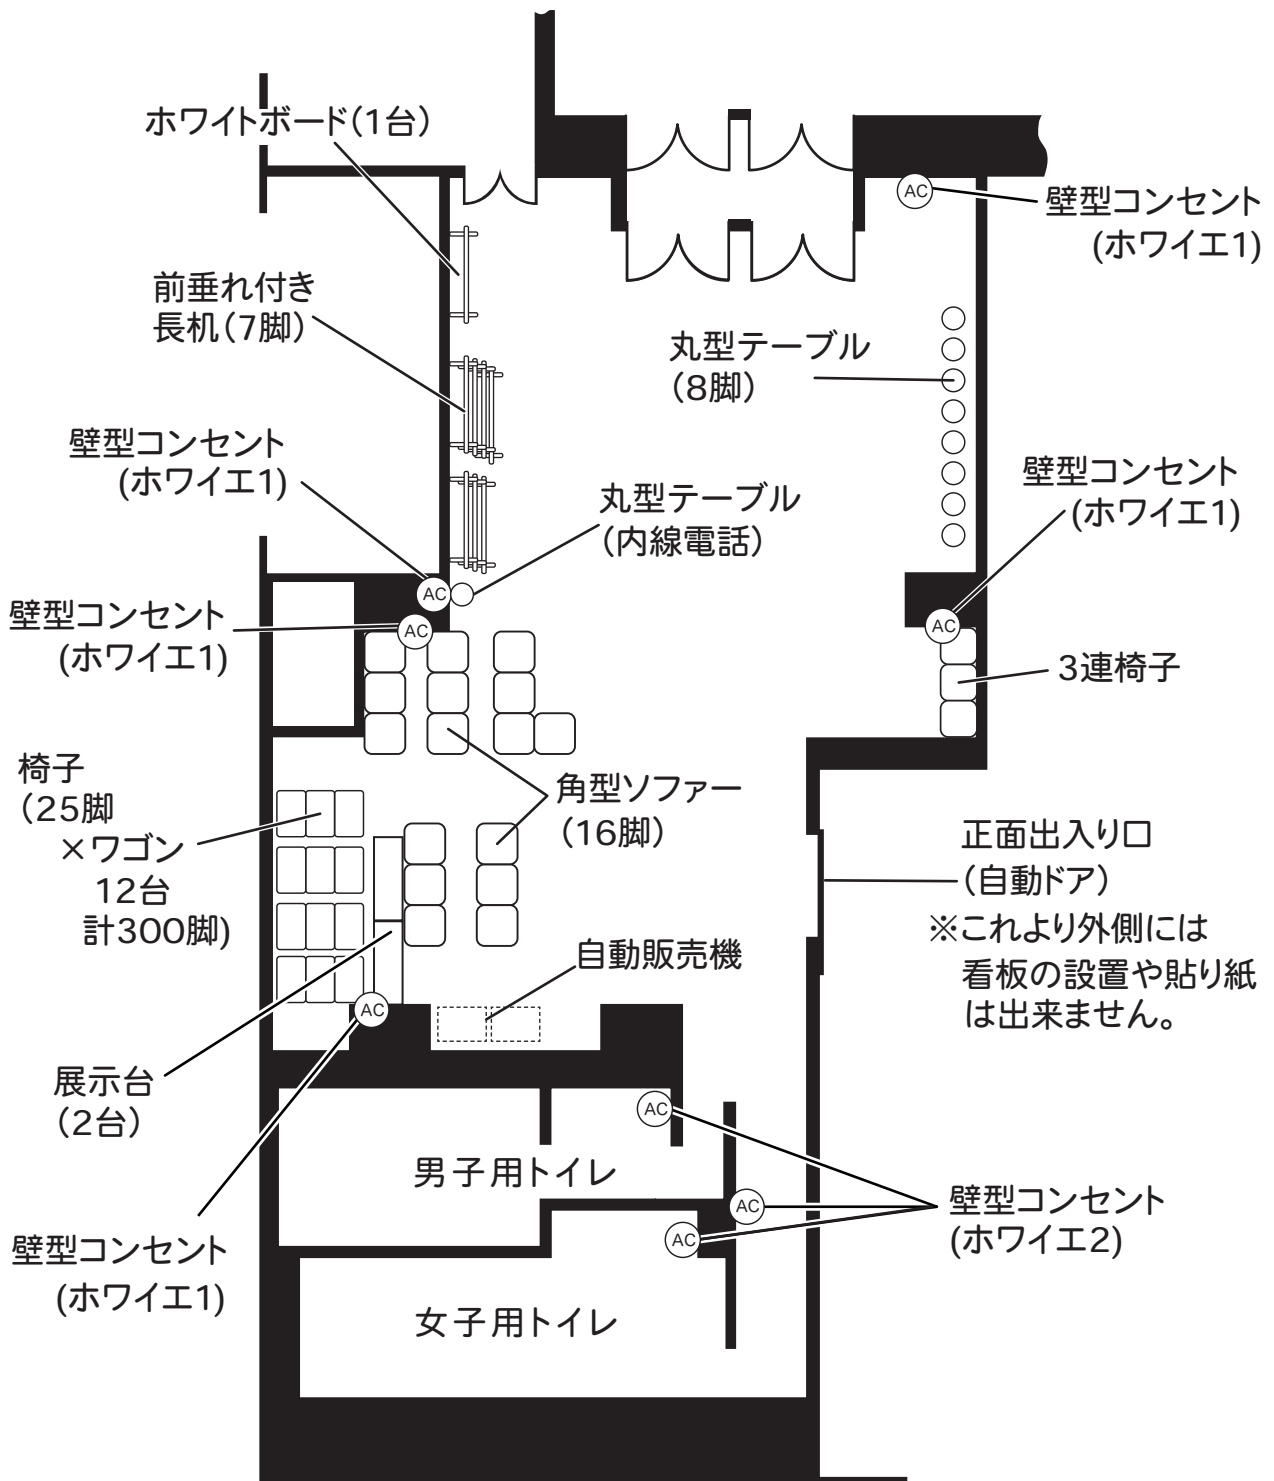 ホワイトボード(1台)
AC
壁型コンセント
(ホワイエ1)
前垂れ付き
長机(7脚)
丸型テーブル
(8脚)
壁型コンセント
(ホワイエ1)
壁型コンセント
(ホワイエ1)
丸型テーブル
(内線電話)
AC
壁型コンセント
(ホワイエ1)
AC
AC
3連椅子
椅子
(25脚
×ワゴン
12台
計300脚)
角型ソファー
(16脚)
正面出入り口
(自動ドア)
※これより外側には
看板の設置や貼り紙
は出来ません。
自動販売機
AC
展示台
(2台)
AC
男子用トイレ
AC
壁型コンセント
(ホワイエ2)
AC
壁型コンセント
(ホワイエ1)
女子用トイレ